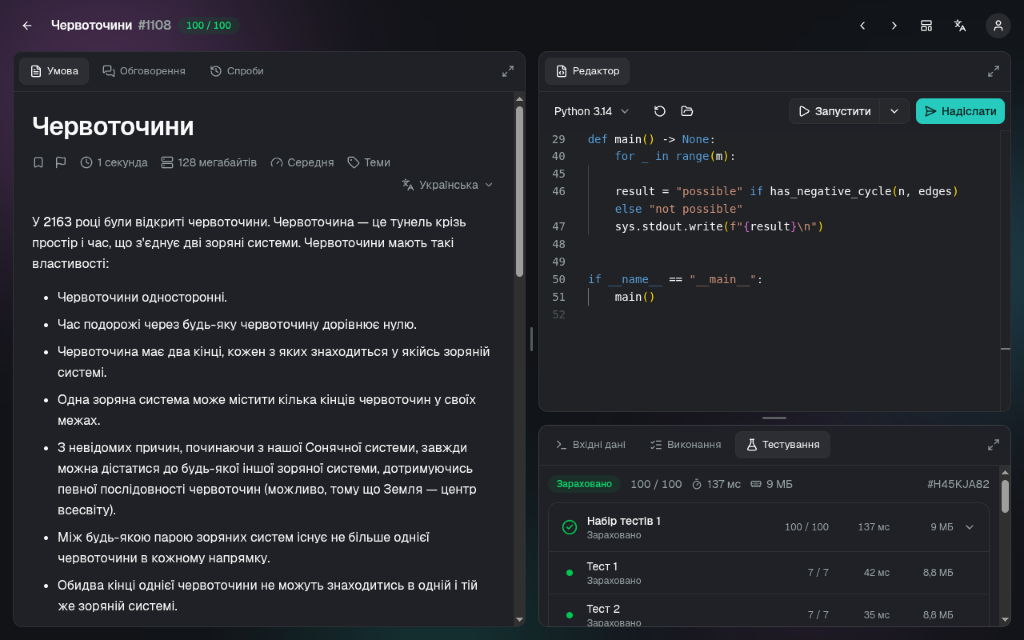 Червоточини #1108 100 / 100
Умова Обговорення Спроби
Червоточини
1 секунда 128 мегабайтів Середня Теми
Українська
У 2163 році були відкриті червоточини. Червоточина — це тунель крізь
простір і час, що з'єднує дві зоряні системи. Червоточини мають такі
властивості:
• Червоточини односторонні.
• Час подорожі через будь-яку червоточину дорівнює нулю.
• Червоточина має два кінці, кожен з яких знаходиться у якійсь зоряній
системі.
• Одна зоряна система може містити кілька кінців червоточин у своїх
межах.
• З невідомих причин, починаючи з нашої Сонячної системи, завжди
можна дістатися до будь-якої іншої зоряної системи, дотримуючись
певної послідовності червоточин (можливо, тому що Земля — центр
всесвіту).
• Між будь-якою парою зоряних систем існує не більше однієї
червоточини в кожному напрямку.
• Обидва кінці однієї червоточини не можуть знаходитись в одній і тій
же зоряній системі.
Редактор
Python 3.14 Запустити Надіслати
29 def main() -> None:
40 for _ in range(m):
45
46 result = "possible" if has_negative_cycle(n, edges)
else "not possible"
47 sys.stdout.write(f"{result}\n")
48
49
50 if __name__ == "__main__":
51 main()
52
Вхідні дані Виконання Тестування
Зараховано 100 / 100 137 мс 9 МБ #H45KJA82
Набір тестів 1 100 / 100 137 мс 9 МБ
Зараховано
Тест 1 7 / 7 42 мс 8,8 МБ
Зараховано
Тест 2 7 / 7 35 мс 8,8 МБ
Зараховано